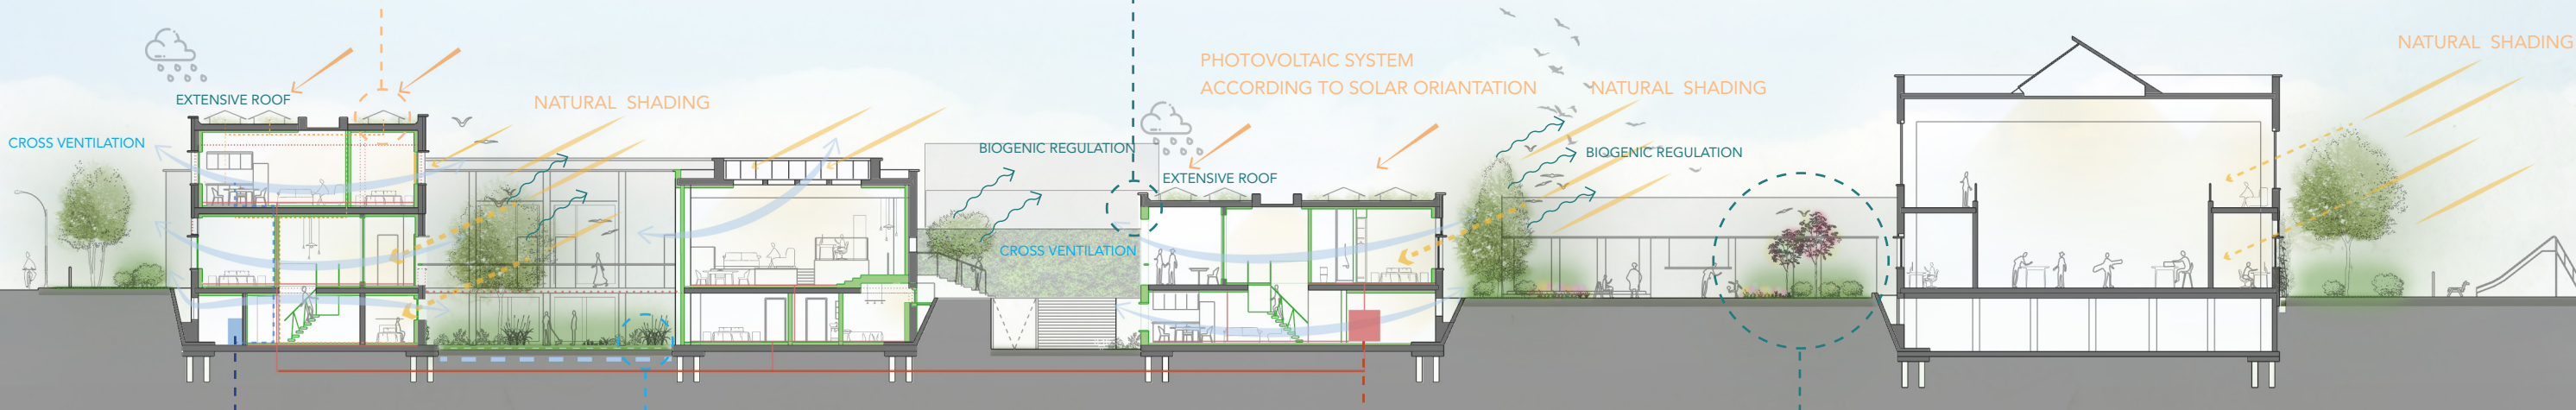 NATURAL SHADING
PHOTOVOLTAIC SYSTEM
ACCORDING TO SOLAR ORIANTATION
NATURAL SHADING
EXTENSIVE ROOF
NATURAL SHADING
CROSS VENTILATION
BIOGENIC REGULATION
BIOGENIC REGULATION
EXTENSIVE ROOF
CROSS VENTILATION